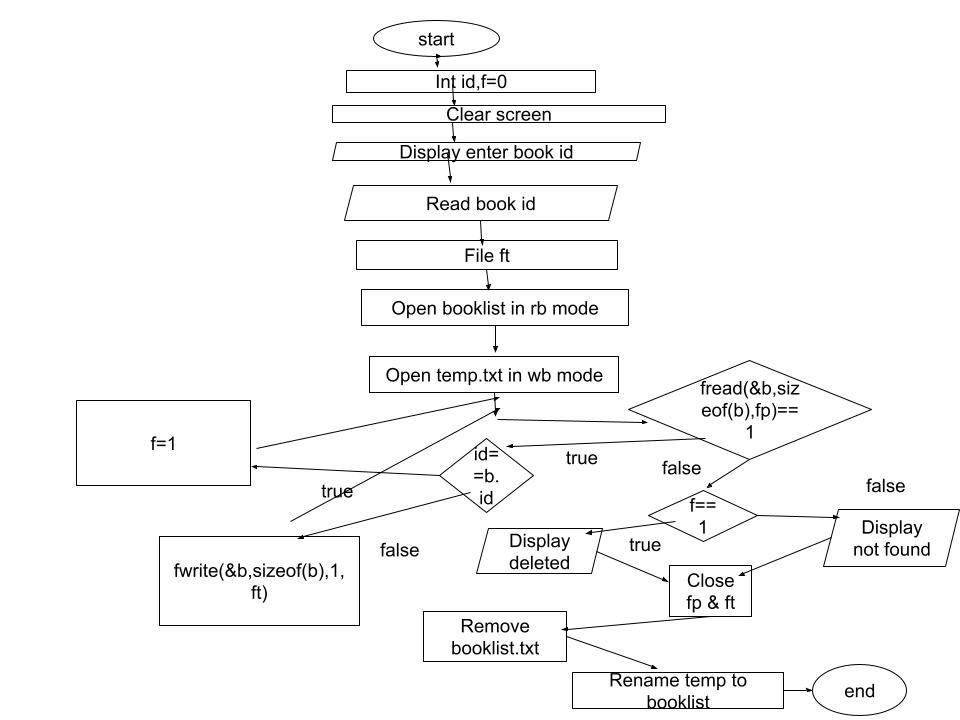 start
Int id,f=0
Clear screen
Display enter book id
Read book id
File ft
Open booklist in rb mode
Open temp.txt in wb mode
fread(&b,siz
eof(b),fp)==
1
f=1
id=
=b.
id
true
false
true
f==
1
false
Display
not found
Display
deleted
true
false
fwrite(&b,sizeof(b),1,
ft)
Close
fp & ft
Remove
booklist.txt
Rename temp to
booklist
end